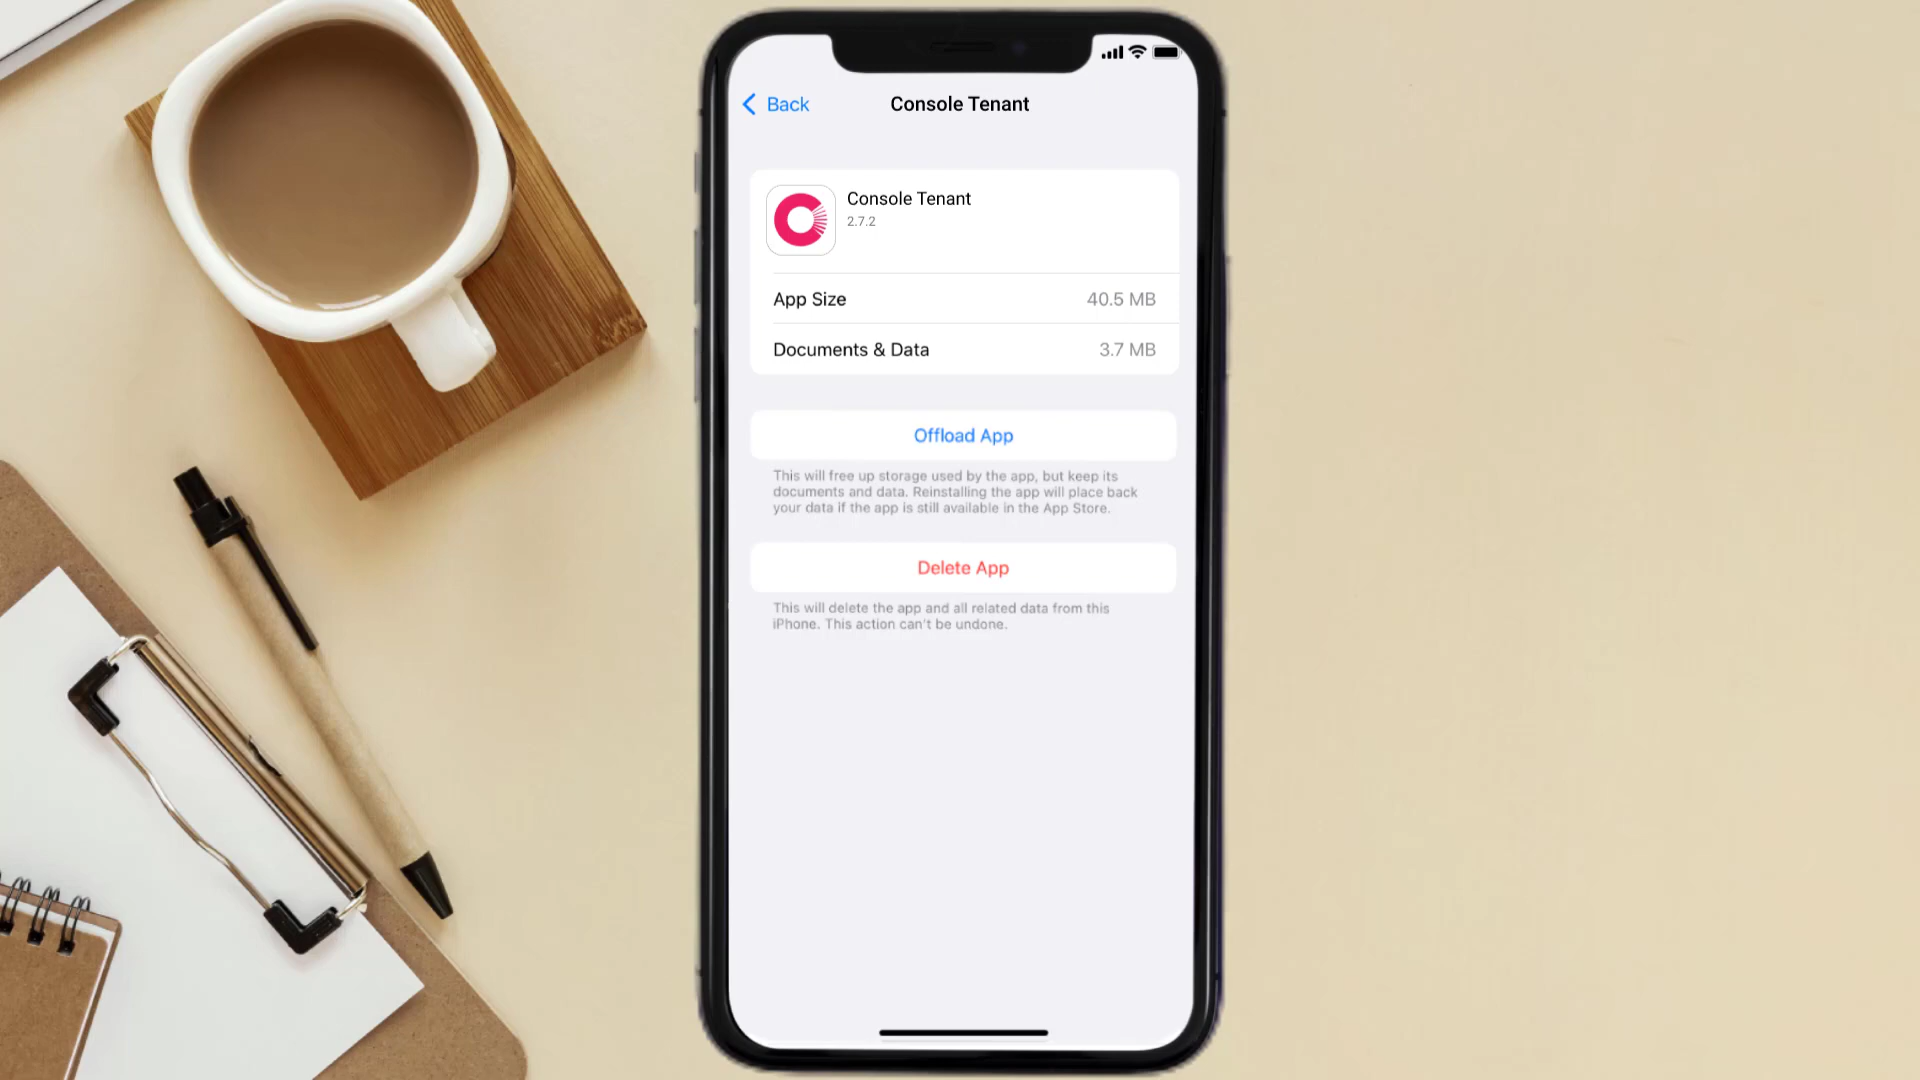 Back
Console Tenant
Console Tenant
2.7.2
App Size
40.5 MB
Documents & Data
3.7 MB
Offload App
This will free up storage used by the app, but keep its
documents and data. Reinstalling the app will place back
your data if the app is still available in the App Store.
Delete App
This will delete the app and all related data from this
iPhone. This action can't be undone.